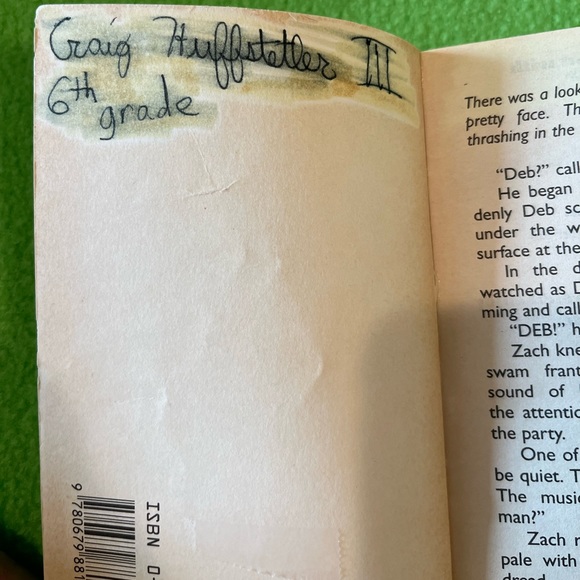 Craig Huffstetler III
6th grade
9 780679 881
ISBN 0-
There was a look
pretty face. Th
thrashing in the
"Deb?" call
He began
denly Deb sc
under the w
surface at the
In the d
watched as D
ming and call
"DEB!" h
Zach kne
swam frant
sound of
the attentic
the party.
One of
be quiet. T
The musi
man?"
Zach r
pale with
dread